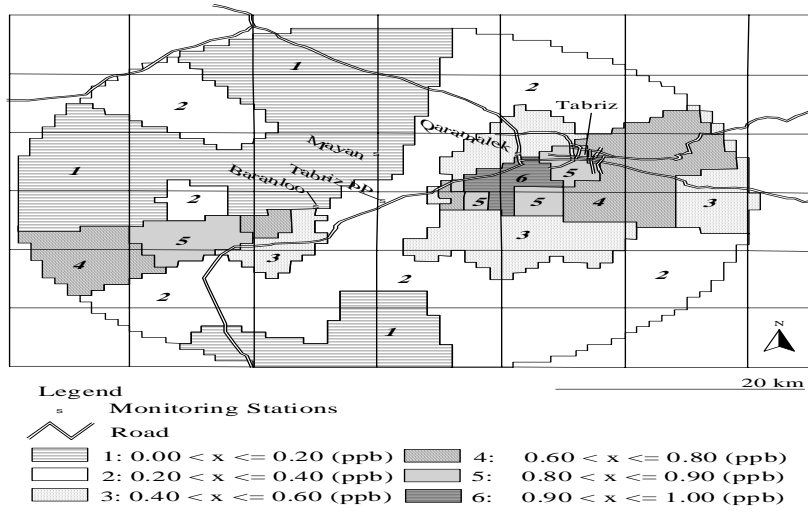 1
2
2
Tabriz
Qaramalek
Mayan
1
Baranloo
Tabriz bP
5
6
2
5
5
4
3
5
3
3
4
2
2
2
1
N
20 km
Legend
s Monitoring Stations
Road
1: 0.00 < x <= 0.20 (ppb)
4: 0.60 < x <= 0.80 (ppb)
2: 0.20 < x <= 0.40 (ppb)
5: 0.80 < x <= 0.90 (ppb)
3: 0.40 < x <= 0.60 (ppb)
6: 0.90 < x <= 1.00 (ppb)